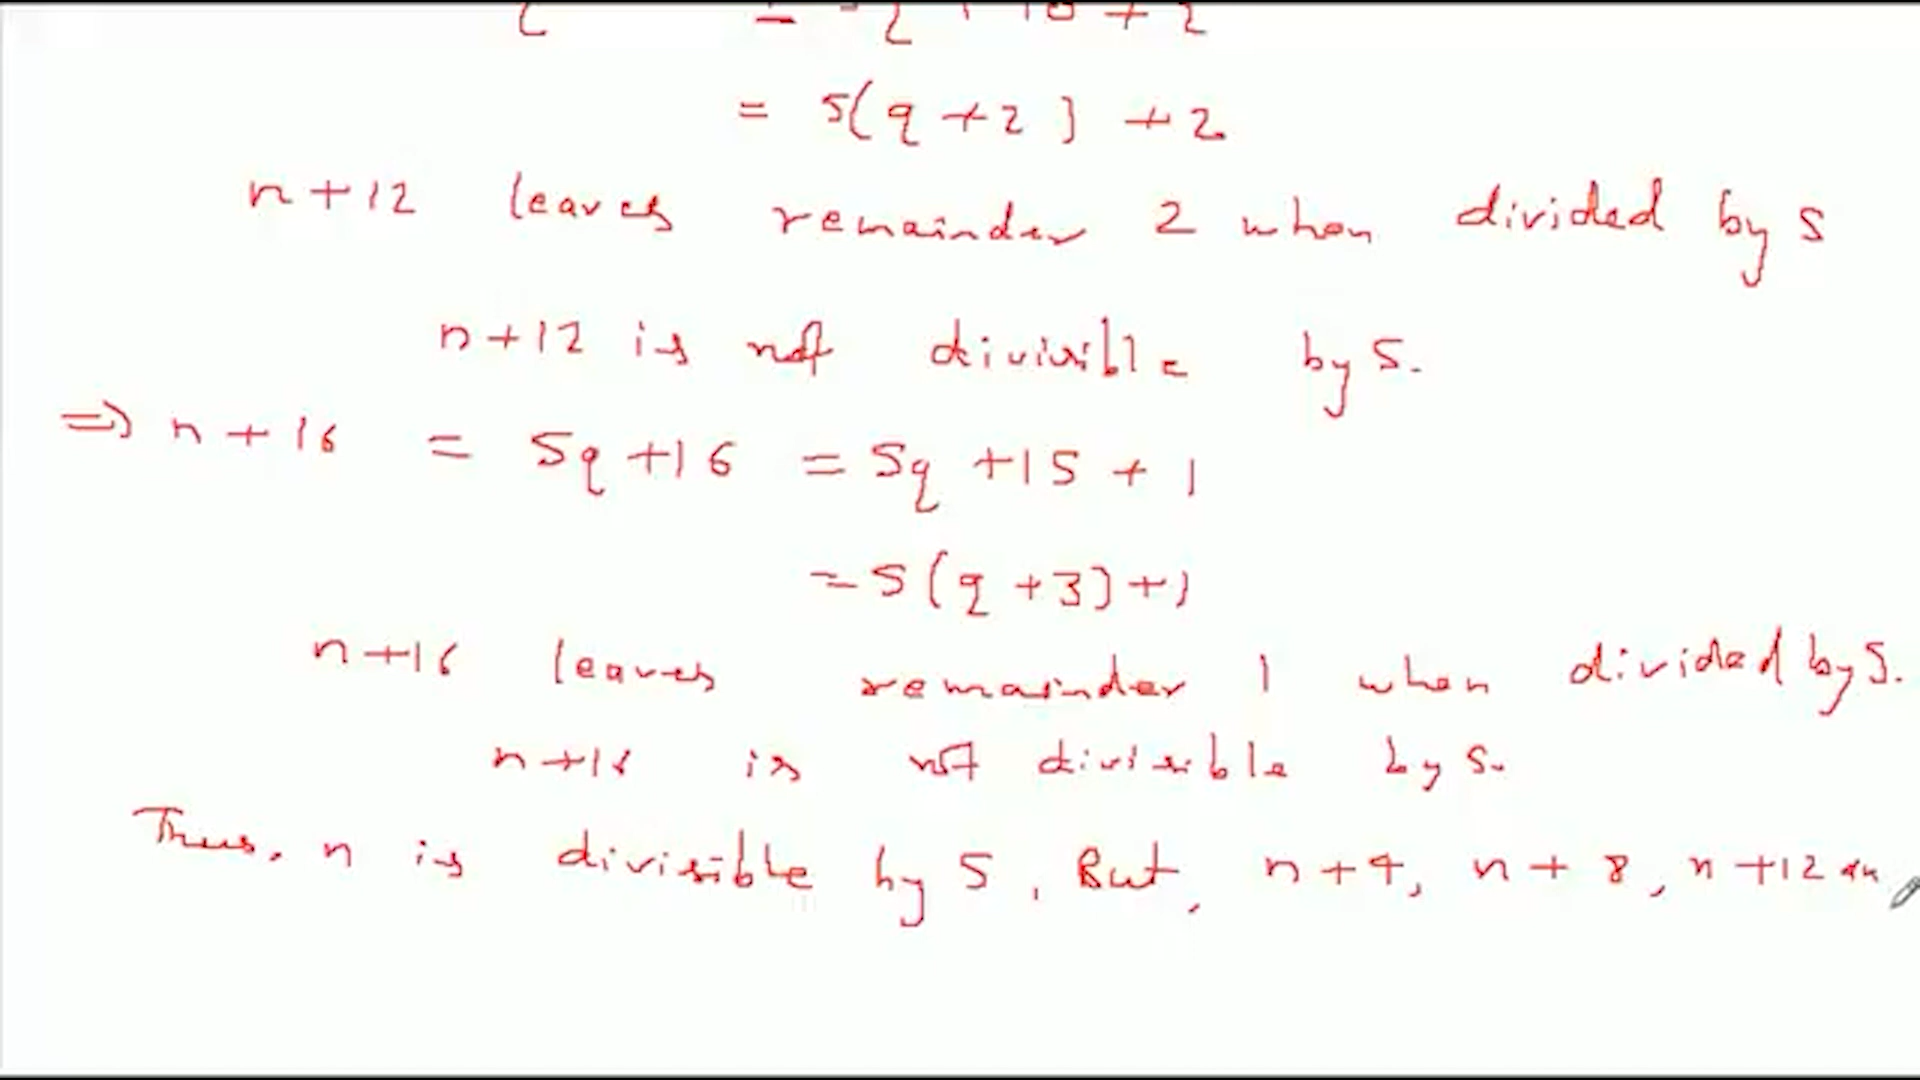 = 5(q+2)+2
n+12 leaves remainder 2 when divided by 5
n+12 is not divisible by 5.
⇒ n+16 = 5q+16 = 5q+15+1
= 5(q+3)+1
n+16 leaves remainder 1 when divided by 5.
n+16 is not divisible by 5.
Thus, n is divisible by 5. But, n+4, n+8, n+12